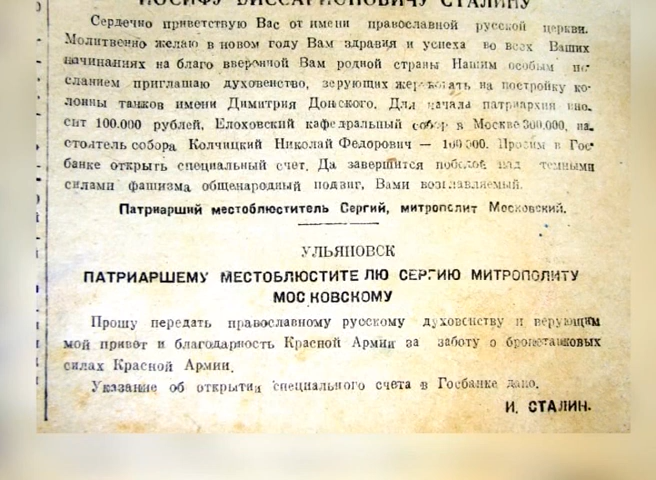 ИОСИФУ ВИССАРИОНОВИЧУ СТАЛИНУ
Сердечно приветствую Вас от имени православной русской церкви.
Молитвенно желаю в новом году Вам здравия и успеха во всех Ваших
начинаниях на благо вверенной Вам родной страны Нашим особым по-
сланием приглашаю духовенство, верующих жертвовать на постройку ко-
лонны танков имени Димитрия Донского. Для начала патриархия вно-
сит 100.000 рублей, Елоховский кафедральный собор в Москве 300.000, на-
стоятель собора Колчицкий Николай Федорович — 100.000. Просим в Гос-
банке открыть специальный счет. Да завершится победой над темными
силами фашизма общенародный подвиг, Вами возглавляемый.
Патриарший местоблюститель Сергий, митрополит Московский.
УЛЬЯНОВСК
ПАТРИАРШЕМУ МЕСТОБЛЮСТИТЕЛЮ СЕРГИЮ МИТРОПОЛИТУ
МОСКОВСКОМУ
Прошу передать православному русскому духовенству и верующим
мой привет и благодарность Красной Армии за заботу о бронетанковых
силах Красной Армии.
Указание об открытии специального счета в Госбанке дано.
И. СТАЛИН.